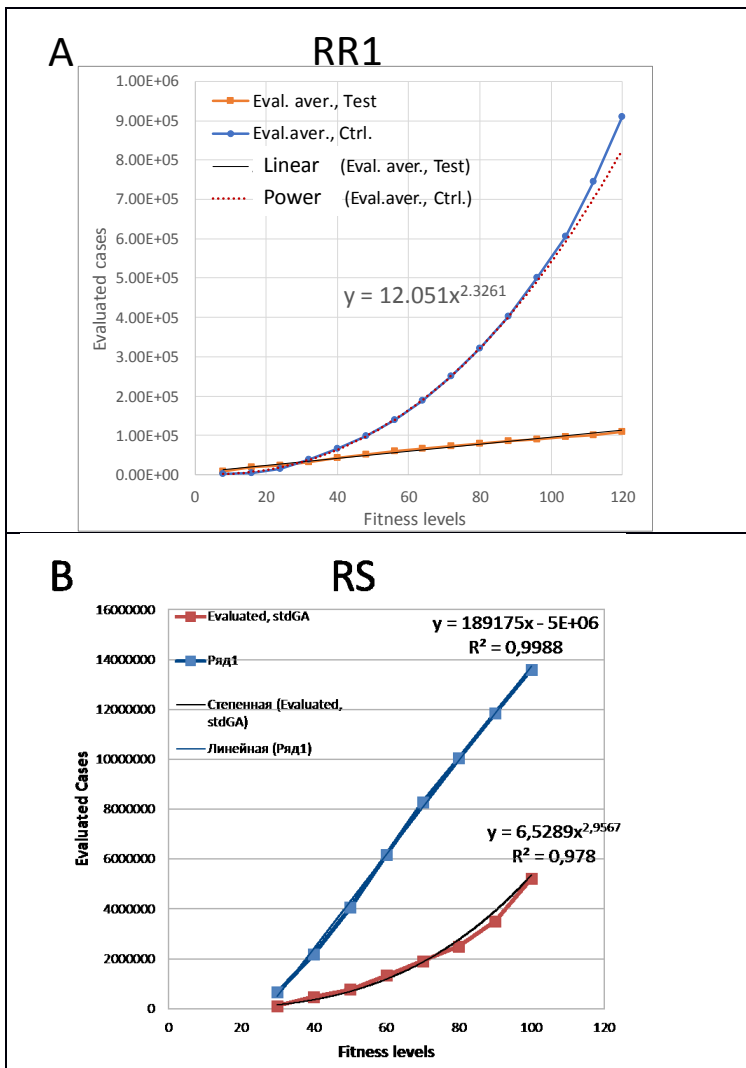 A
RR1
1.00E+06
9.00E+05
8.00E+05
7.00E+05
6.00E+05
5.00E+05
4.00E+05
3.00E+05
2.00E+05
1.00E+05
0.00E+00
Evaluated cases
Eval. aver., Test
Eval.aver., Ctrl.
Linear (Eval. aver., Test)
Power (Eval.aver., Ctrl.)
y = 12.051x^2.3261
0 20 40 60 80 100 120
Fitness levels
B
RS
16000000
14000000
12000000
10000000
8000000
6000000
4000000
2000000
0
Evaluated Cases
Evaluated, stdGA
Ряд1
Степенная (Evaluated,
stdGA)
Линейная (Ряд1)
y = 189175x - 5E+06
R² = 0,9988
y = 6,5289x^2,9567
R² = 0,978
0 20 40 60 80 100 120
Fitness levels